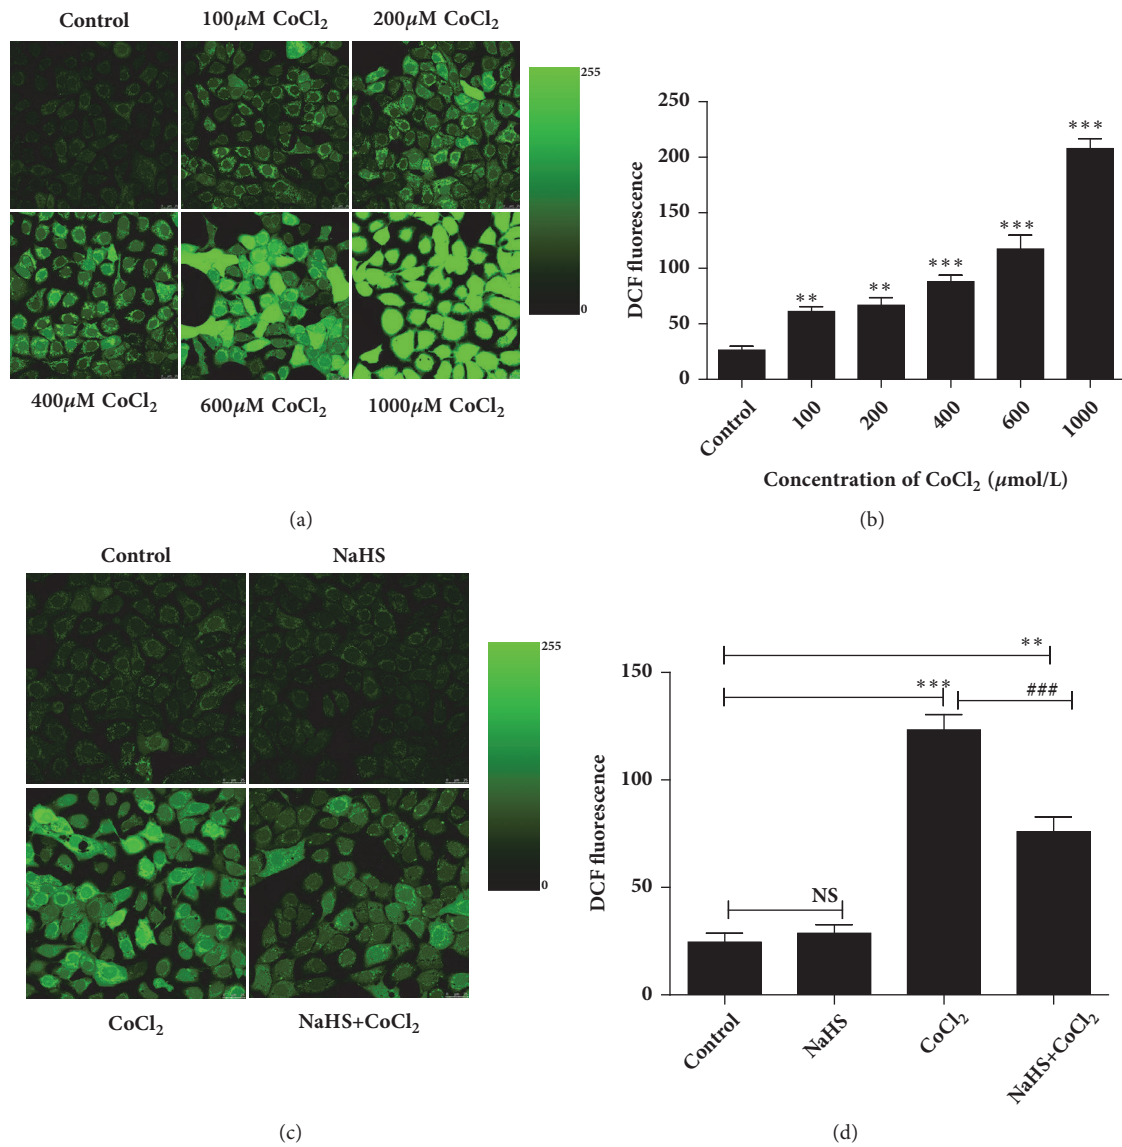 Control 100μM CoCl₂ 200μM CoCl₂
255
0
400μM CoCl₂ 600μM CoCl₂ 1000μM CoCl₂
(a)
DCF fluorescence
250
200
150
100
50
0
** ** *** *** ***
Control 100 200 400 600 1000
Concentration of CoCl₂ (μmol/L)
(b)
Control NaHS
255
0
CoCl₂ NaHS+CoCl₂
(c)
DCF fluorescence
150
100
50
0
**
*** ###
NS
Control NaHS CoCl₂ NaHS+CoCl₂
(d)